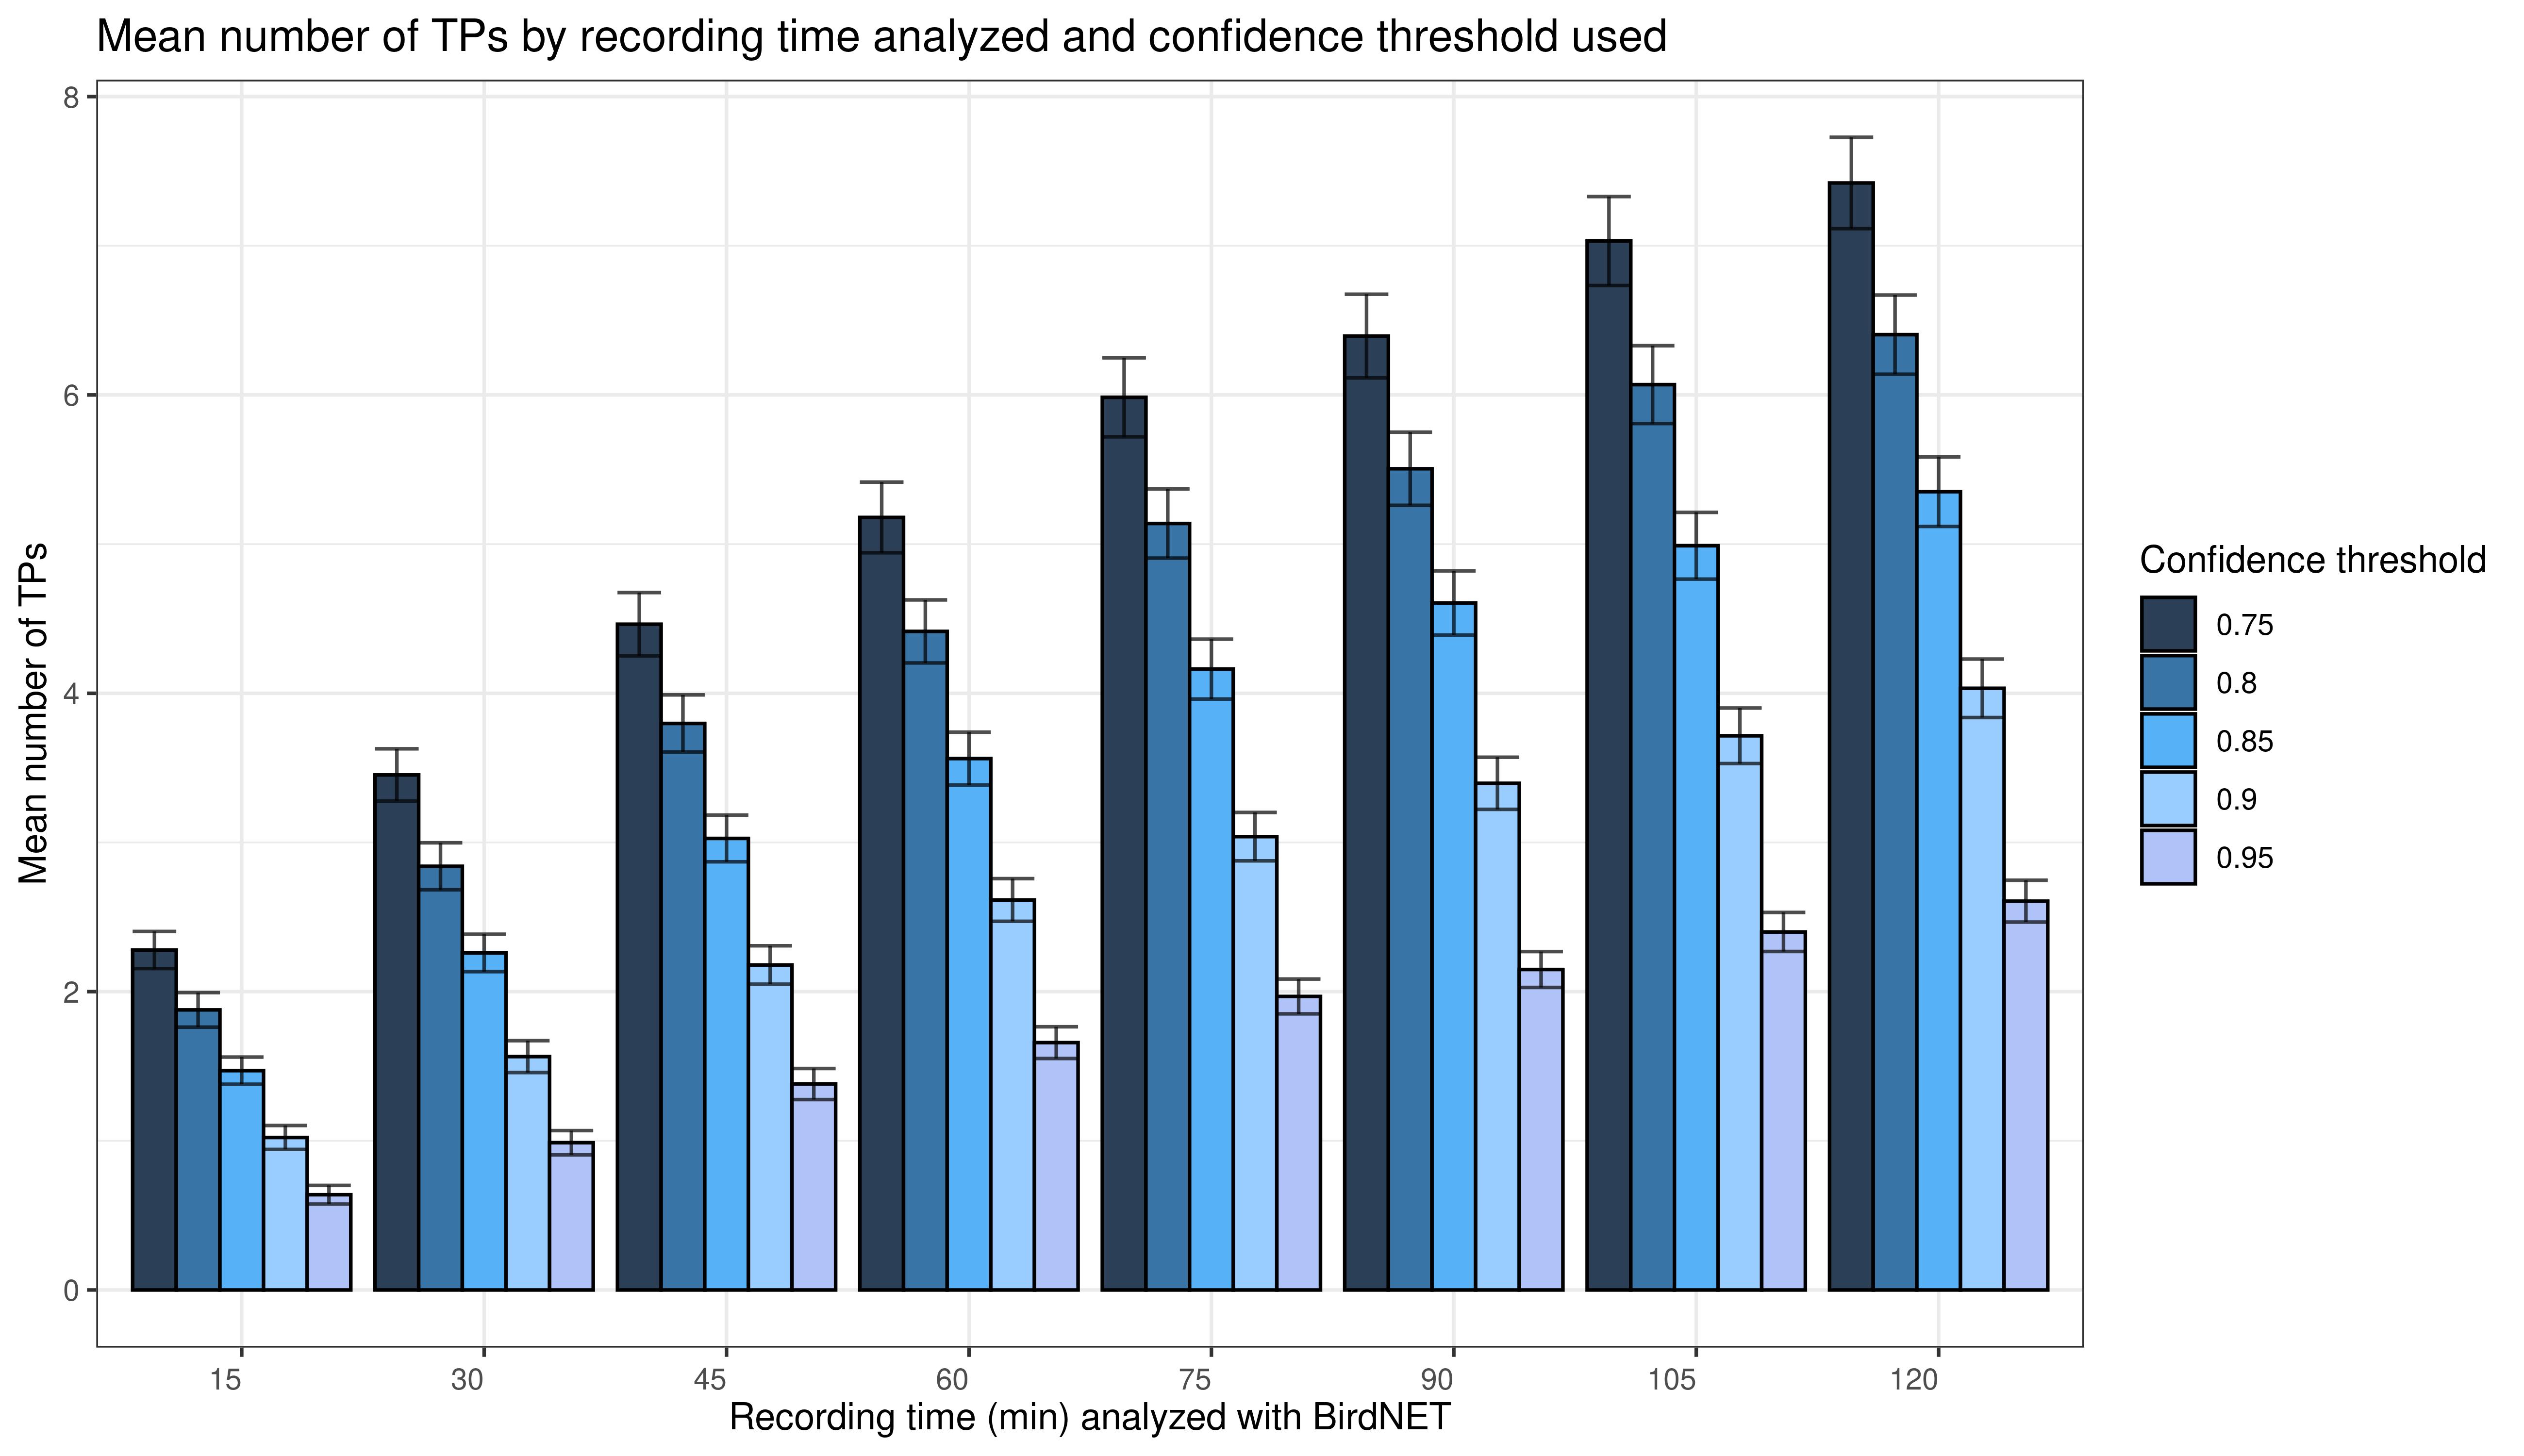 Mean number of TPs by recording time analyzed and confidence threshold used
Mean number of TPs
8
6
4
2
0
15 30 45 60 75 90 105 120
Recording time (min) analyzed with BirdNET
Confidence threshold
0.75
0.8
0.85
0.9
0.95